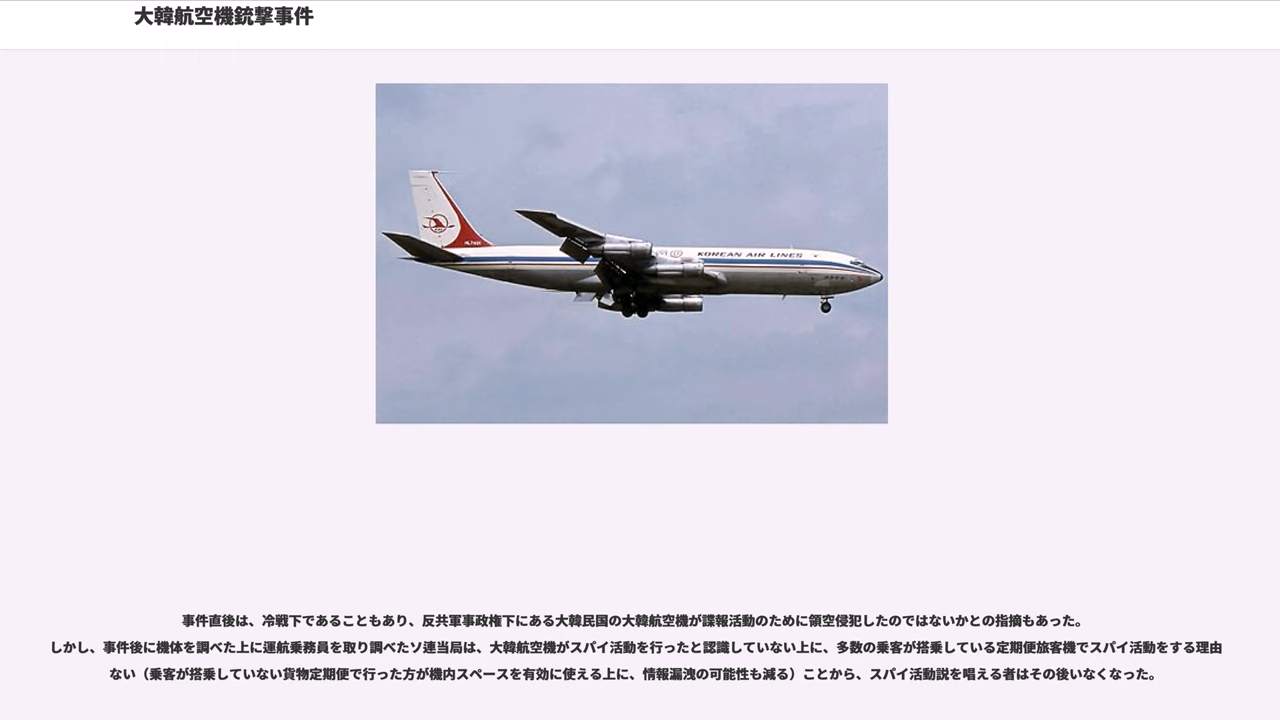 大韓航空機銃撃事件
KOREAN AIR LINES
事件直後は、冷戦下であることもあり、反共軍事政権下にある大韓民国の大韓航空機が諜報活動のために領空侵犯したのではないかとの指摘もあった。
しかし、事件後に機体を調べた上に運航乗務員を取り調べたソ連当局は、大韓航空機がスパイ活動を行ったと認識していない上に、多数の乗客が搭乗している定期便旅客機でスパイ活動をする理由
ない（乗客が搭乗していない貨物定期便で行った方が機内スペースを有効に使える上に、情報漏洩の可能性も減る）ことから、スパイ活動説を唱える者はその後いなくなった。